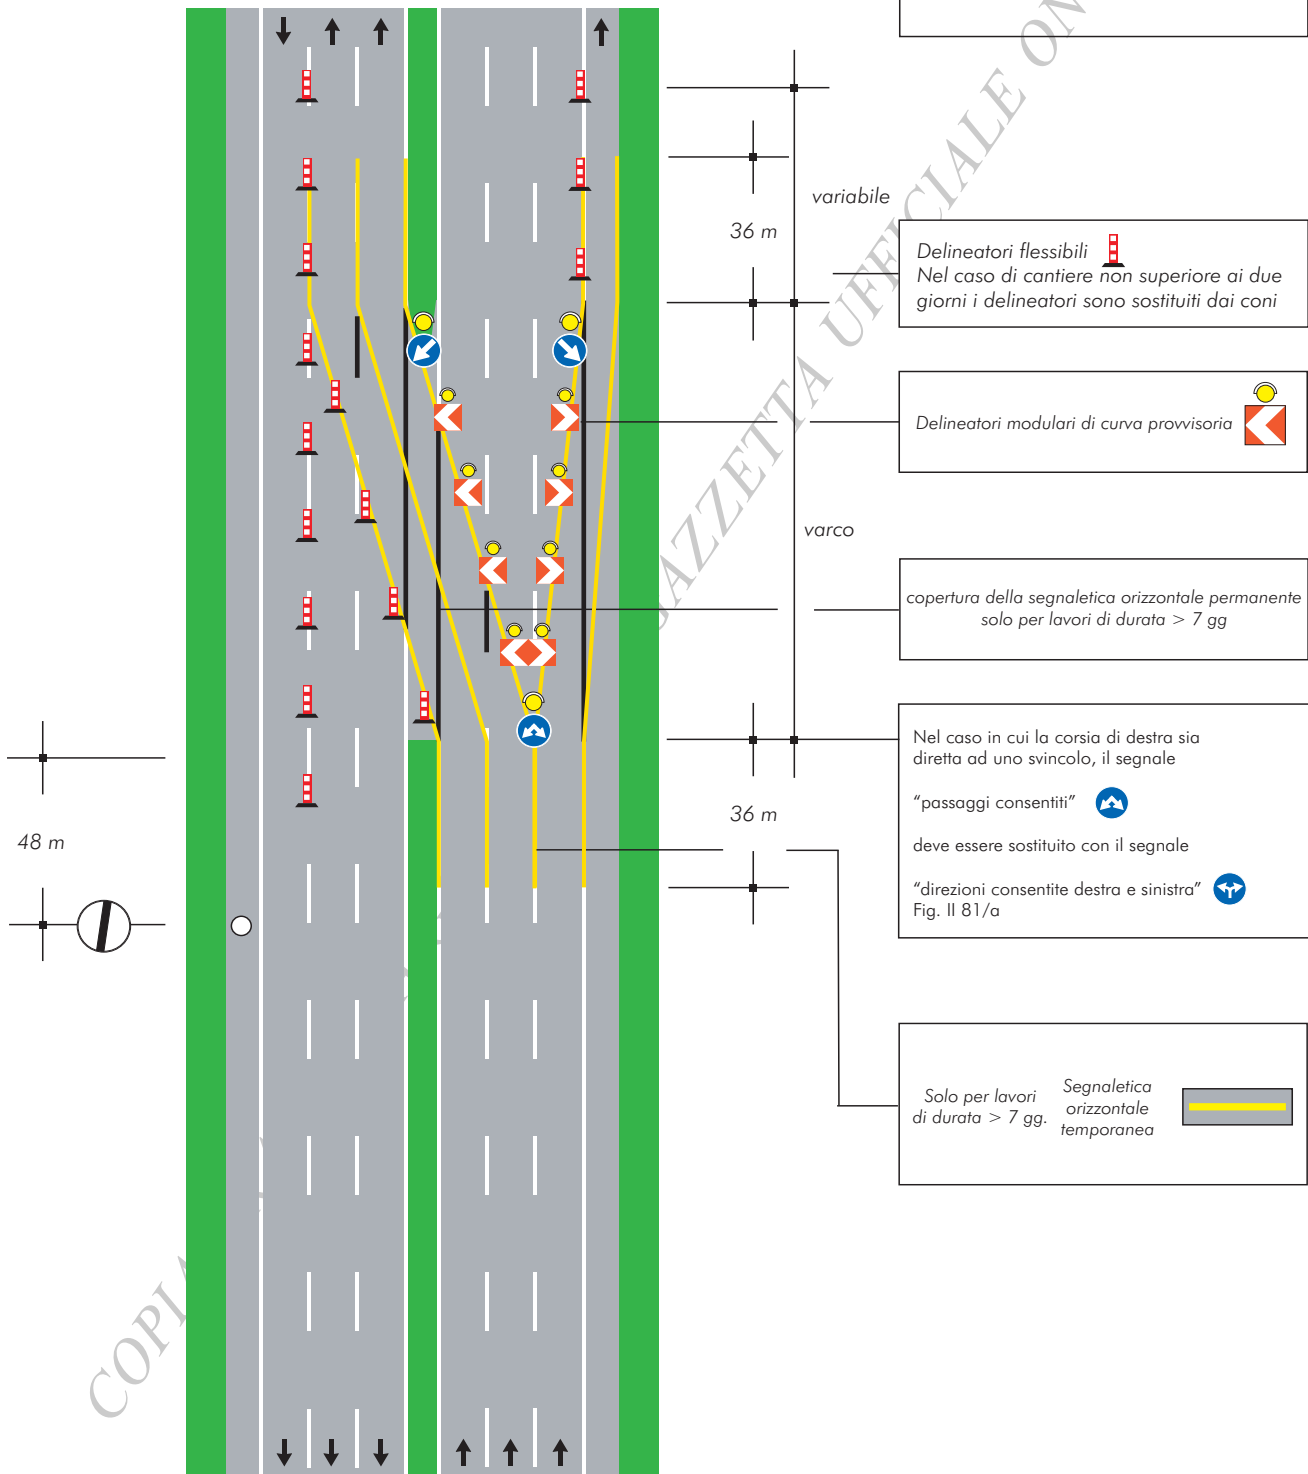 variabile
36 m
Delineatori flessibili
Nel caso di cantiere non superiore ai due
giorni i delineatori sono sostituiti dai coni
Delineatori modulari di curva provvisoria
varco
copertura della segnaletica orizzontale permanente
solo per lavori di durata > 7 gg
Nel caso in cui la corsia di destra sia
diretta ad uno svincolo, il segnale
“passaggi consentiti”
deve essere sostituito con il segnale
“direzioni consentite destra e sinistra”
Fig. II 81/a
36 m
48 m
Solo per lavori
di durata > 7 gg.
Segnaletica
orizzontale
temporanea
GAZZETTA UFFICIALE ON